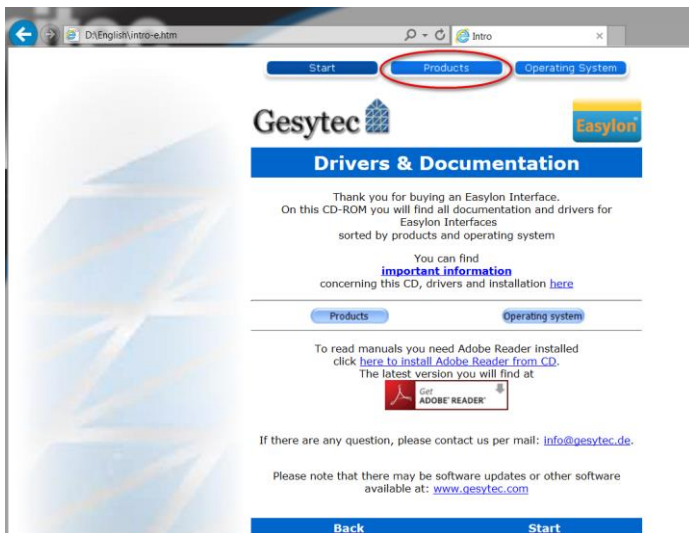 D:\English\intro-e.htm
Intro
Start Products Operating System
Gesytec
Easylon
Drivers & Documentation
Thank you for buying an Easylon Interface.
On this CD-ROM you will find all documentation and drivers for
Easylon Interfaces
sorted by products and operating system
You can find
important information
concerning this CD, drivers and installation here
Products Operating system
To read manuals you need Adobe Reader installed
click here to install Adobe Reader from CD.
The latest version you will find at
Get
ADOBE® READER®
If there are any question, please contact us per mail: info@gesytec.de.
Please note that there may be software updates or other software
available at: www.gesytec.com
Back Start